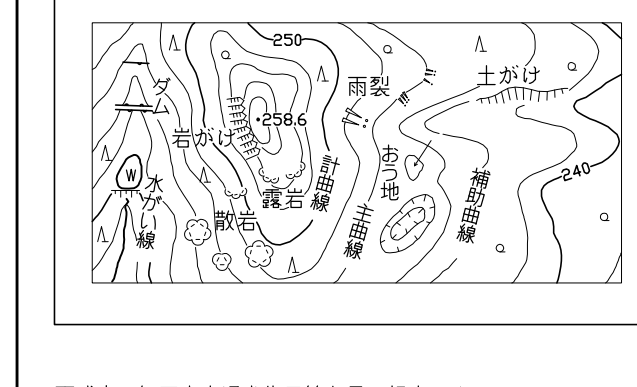 250
土がけ
雨裂
ダム
258.6
岩がけ
計曲線
おう地
補助曲線
240
W
水がい線
露岩
散岩
主曲線